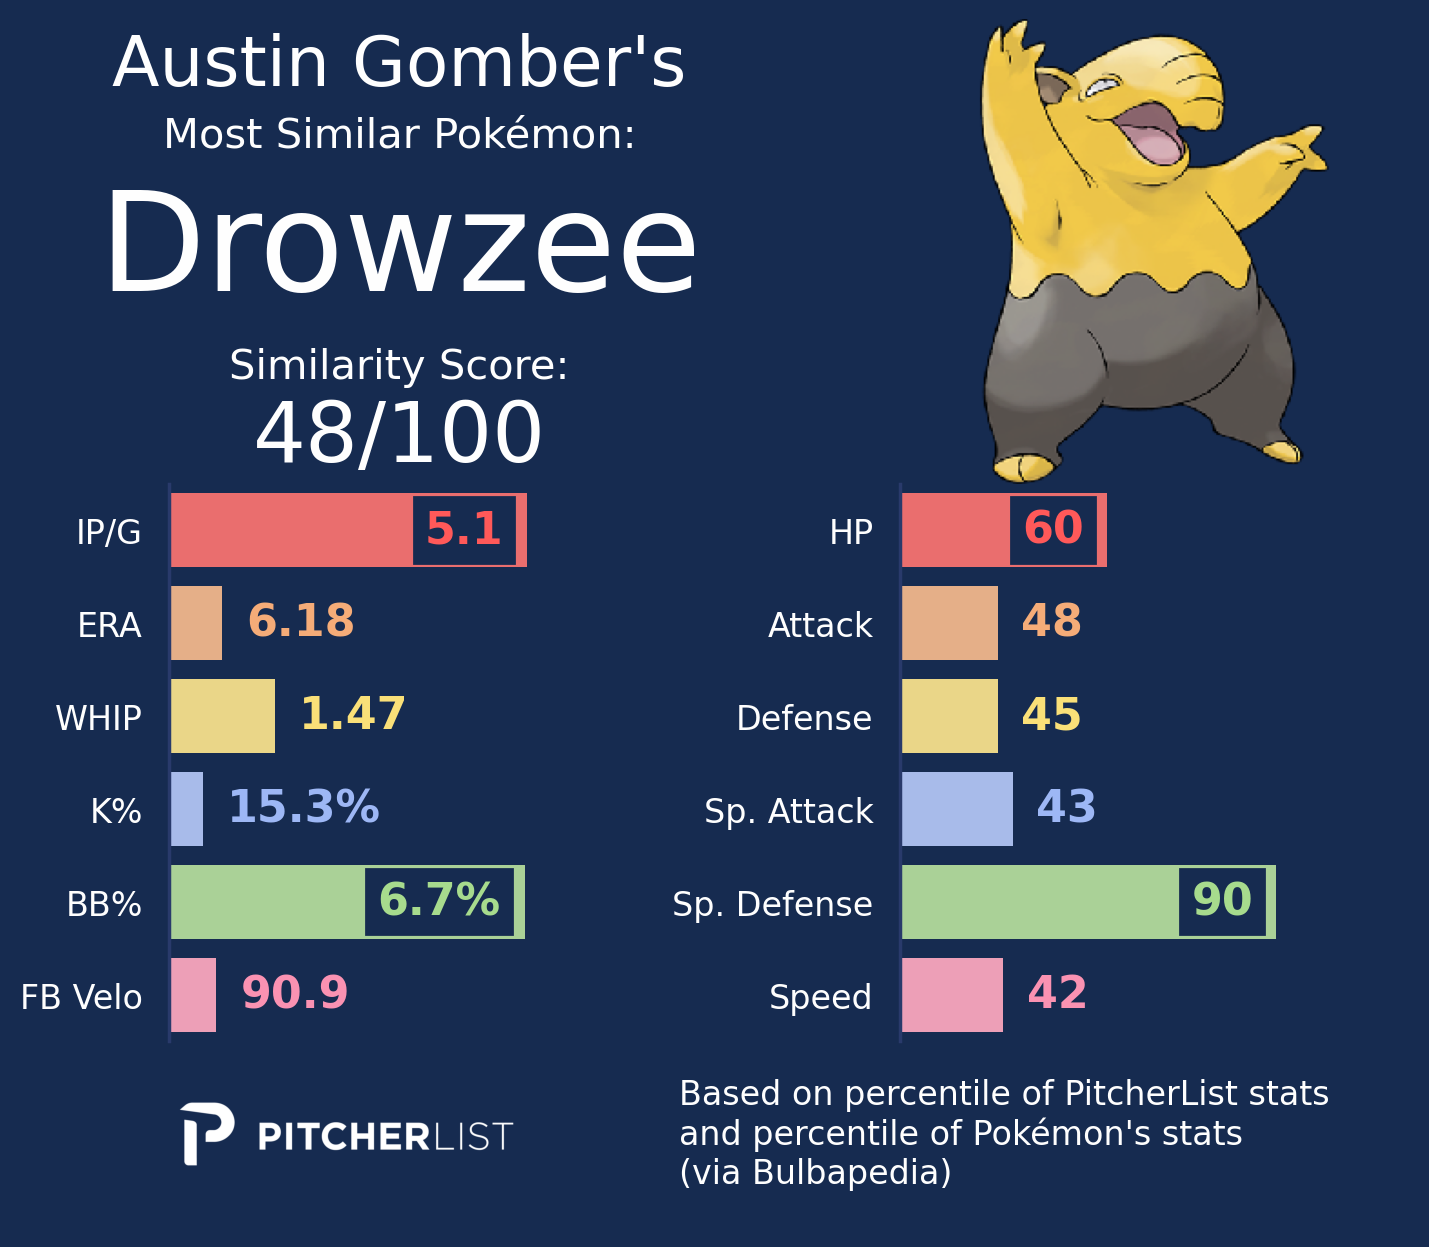 Austin Gomber's
Most Similar Pokémon:
Drowzee
Similarity Score:
48/100
IP/G 5.1
ERA 6.18
WHIP 1.47
K% 15.3%
BB% 6.7%
FB Velo 90.9
HP 60
Attack 48
Defense 45
Sp. Attack 43
Sp. Defense 90
Speed 42
PITCHERLIST
Based on percentile of PitcherList stats
and percentile of Pokémon's stats
(via Bulbapedia)